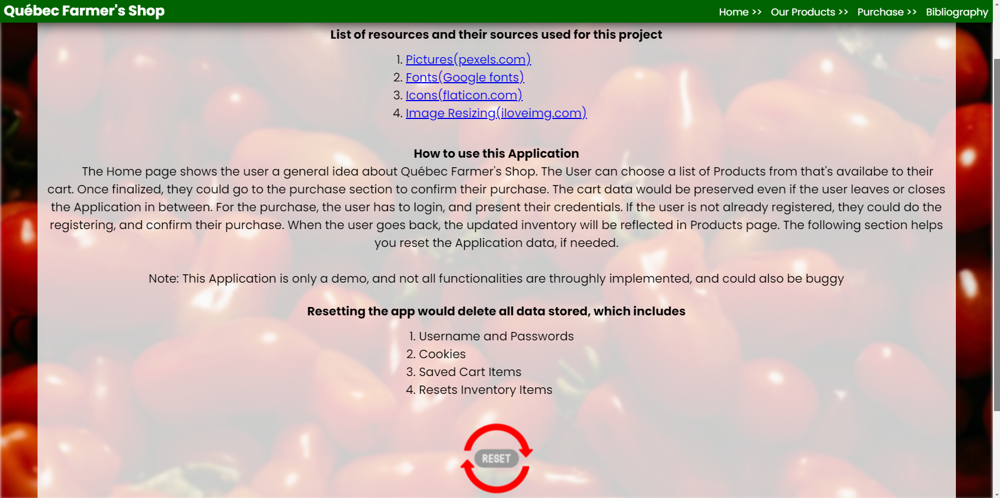 Québec Farmer's Shop
Home >> Our Products >> Purchase >> Bibliography
List of resources and their sources used for this project
1. Pictures(pexels.com)
2. Fonts(Google fonts)
3. Icons(flaticon.com)
4. Image Resizing(iloveimg.com)
How to use this Application
The Home page shows the user a general idea about Québec Farmer's Shop. The User can choose a list of Products from that's availabe to their
cart. Once finalized, they could go to the purchase section to confirm their purchase. The cart data would be preserved even if the user leaves or closes
the Application in between. For the purchase, the user has to login, and present their credentials. If the user is not already registered, they could do the
registering, and confirm their purchase. When the user goes back, the updated inventory will be reflected in Products page. The following section helps
you reset the Application data, if needed.
Note: This Application is only a demo, and not all functionalities are throughly implemented, and could also be buggy
Resetting the app would delete all data stored, which includes
1. Username and Passwords
2. Cookies
3. Saved Cart Items
4. Resets Inventory Items
RESET